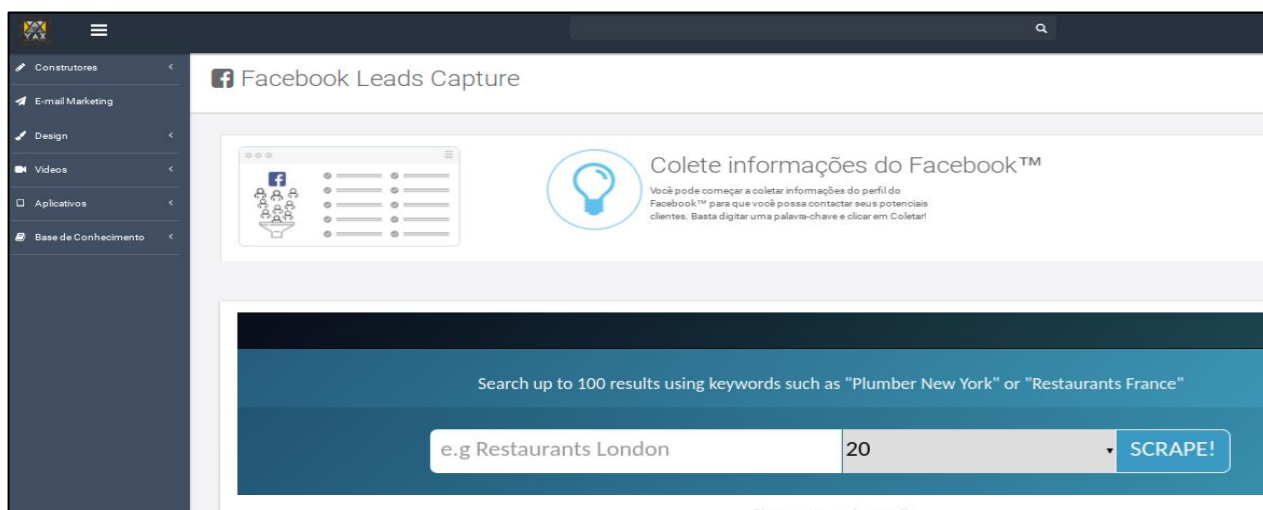 VAX
Construtores
E-mail Marketing
Design
Videos
Aplicativos
Base de Conhecimento
Facebook Leads Capture
Colete informações do Facebook™
Você pode começar a coletar informações do perfil do
Facebook™ para que você possa contactar seus potenciais
clientes. Basta digitar uma palavra-chave e clicar em Coletar!
Search up to 100 results using keywords such as "Plumber New York" or "Restaurants France"
e.g Restaurants London
20
SCRAPE!